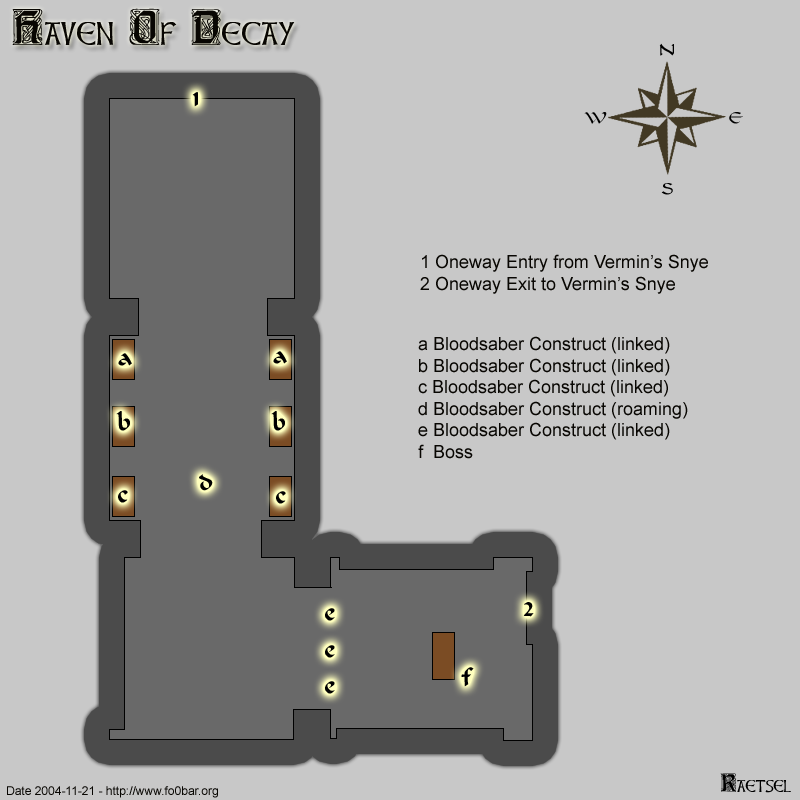 Haven Of Decay
1
N
W E
S
1 Oneway Entry from Vermin's Snye
2 Oneway Exit to Vermin's Snye
a Bloodsaber Construct (linked)
b Bloodsaber Construct (linked)
c Bloodsaber Construct (linked)
d Bloodsaber Construct (roaming)
e Bloodsaber Construct (linked)
f Boss
a a
b b
c c
d
e
e
e
2
f
Date 2004-11-21 - http://www.fo0bar.org
Raetsel